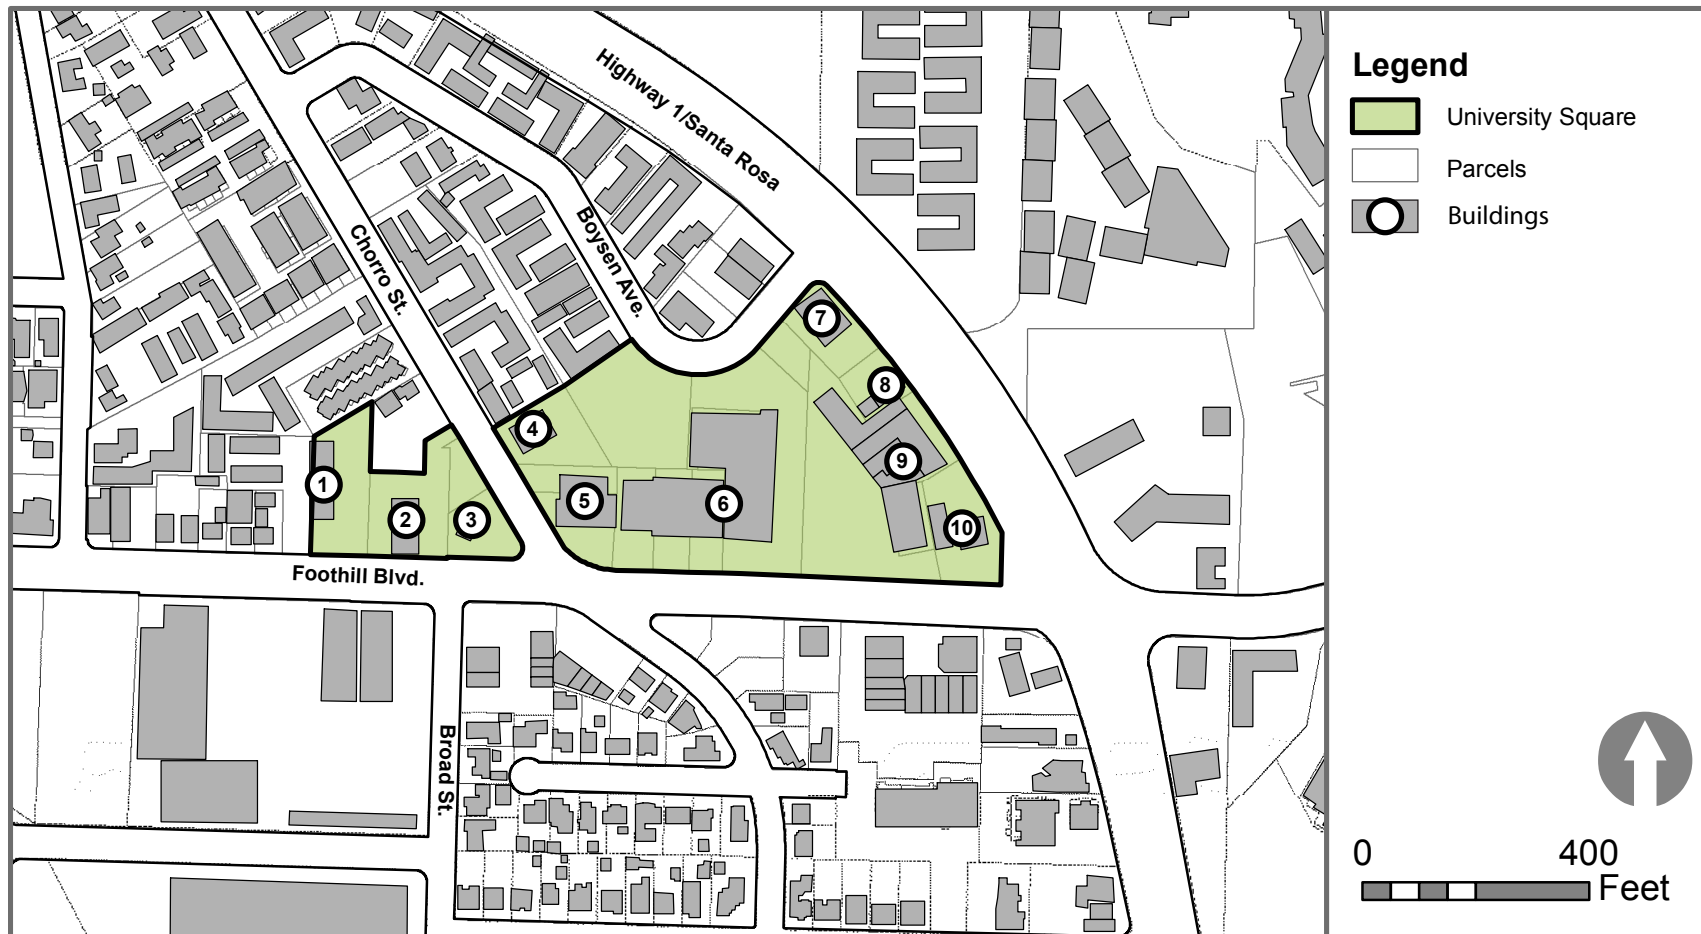 Highway 1/Santa Rosa
Boysen Ave.
Chorro St.
7
8
4
9
1
5
6
2
3
10
Foothill Blvd.
Broad St.
Legend
University Square
Parcels
Buildings
0 400
Feet